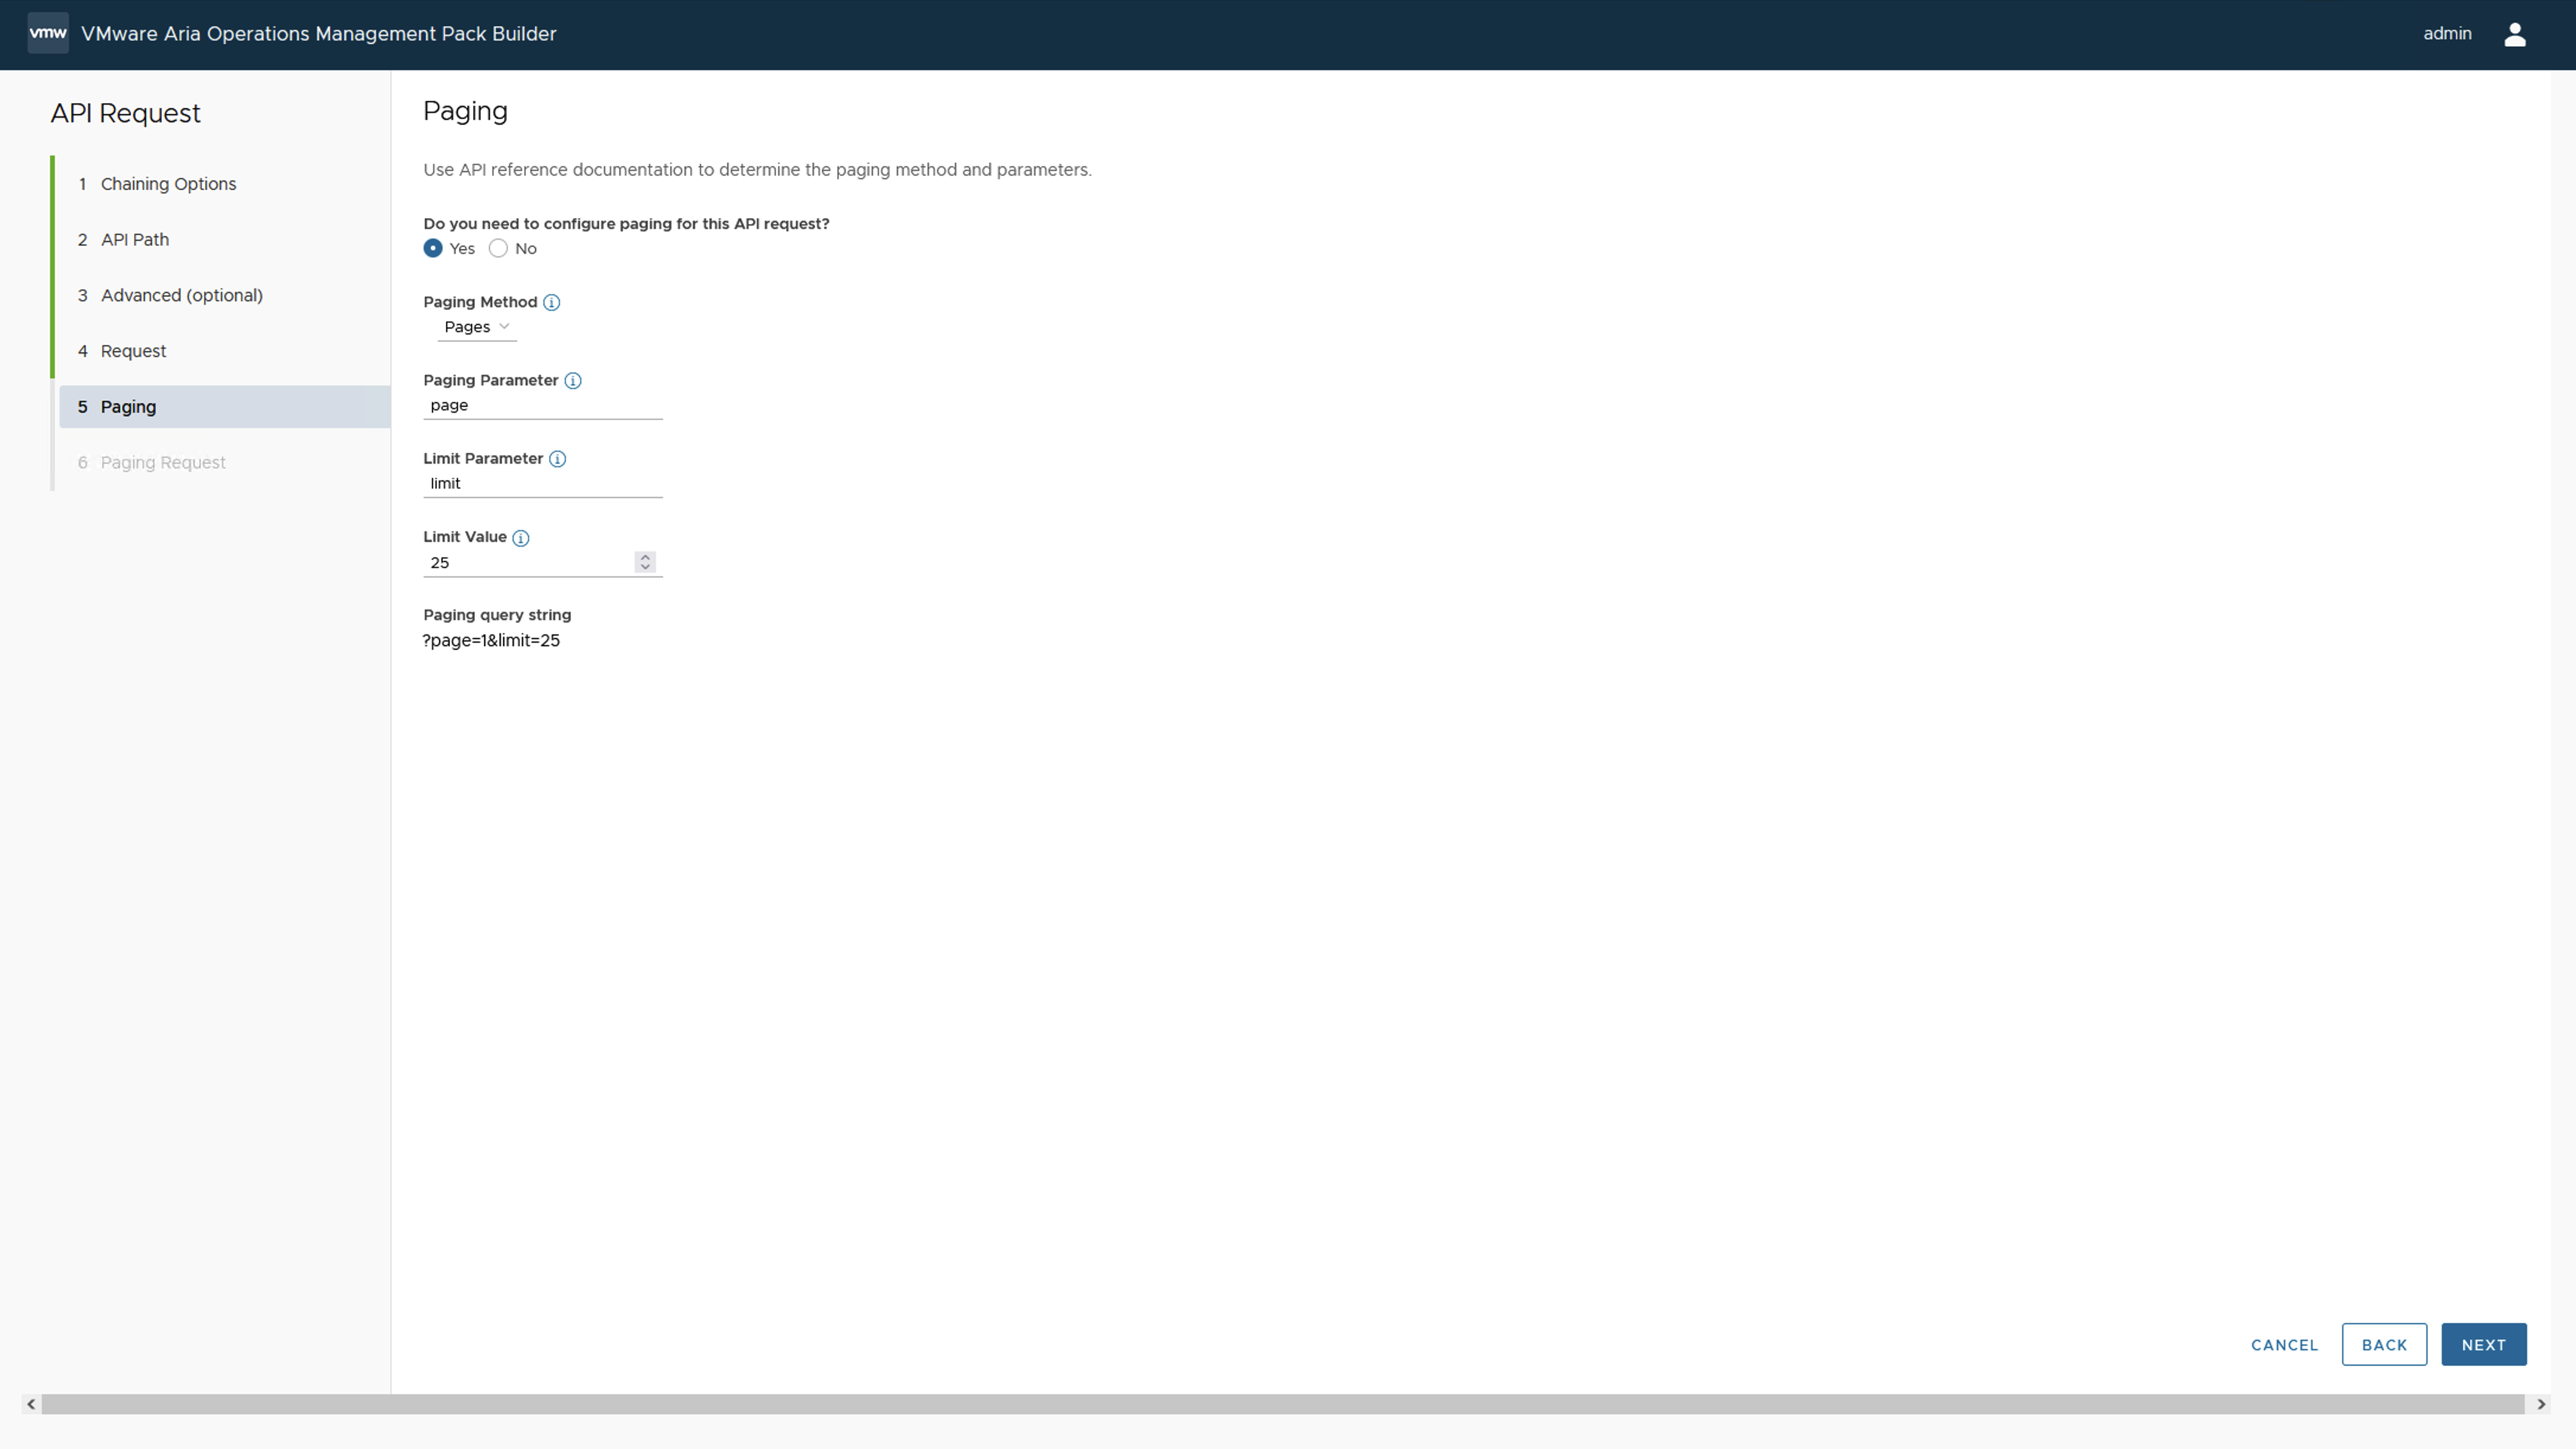 vmw VMware Aria Operations Management Pack Builder
admin
API Request
1 Chaining Options
2 API Path
3 Advanced (optional)
4 Request
5 Paging
6 Paging Request
Paging
Use API reference documentation to determine the paging method and parameters.
Do you need to configure paging for this API request?
Yes No
Paging Method
Pages
Paging Parameter
page
Limit Parameter
limit
Limit Value
25
Paging query string
?page=1&limit=25
CANCEL BACK NEXT